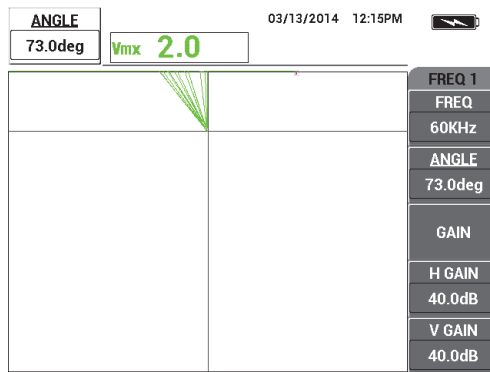 ANGLE
73.0deg
Vmx 2.0
03/13/2014 12:15PM
FREQ 1
FREQ
60KHz
ANGLE
73.0deg
GAIN
H GAIN
40.0dB
V GAIN
40.0dB